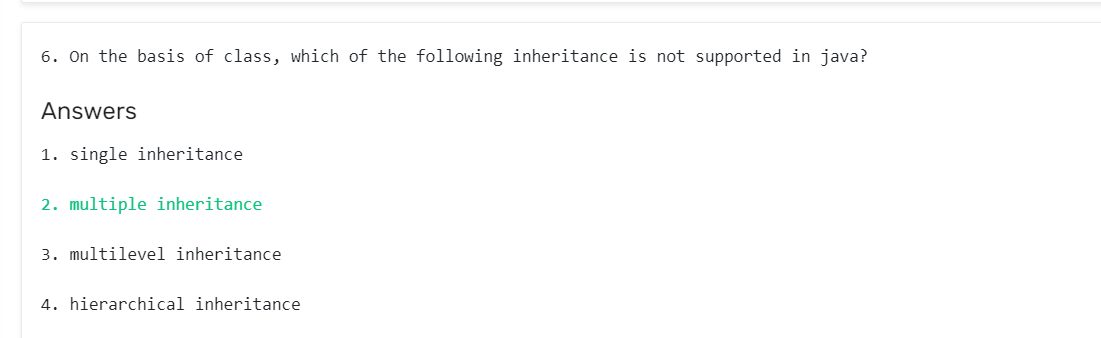 6. On the basis of class, which of the following inheritance is not supported in java?
Answers
1. single inheritance
2. multiple inheritance
3. multilevel inheritance
4. hierarchical inheritance